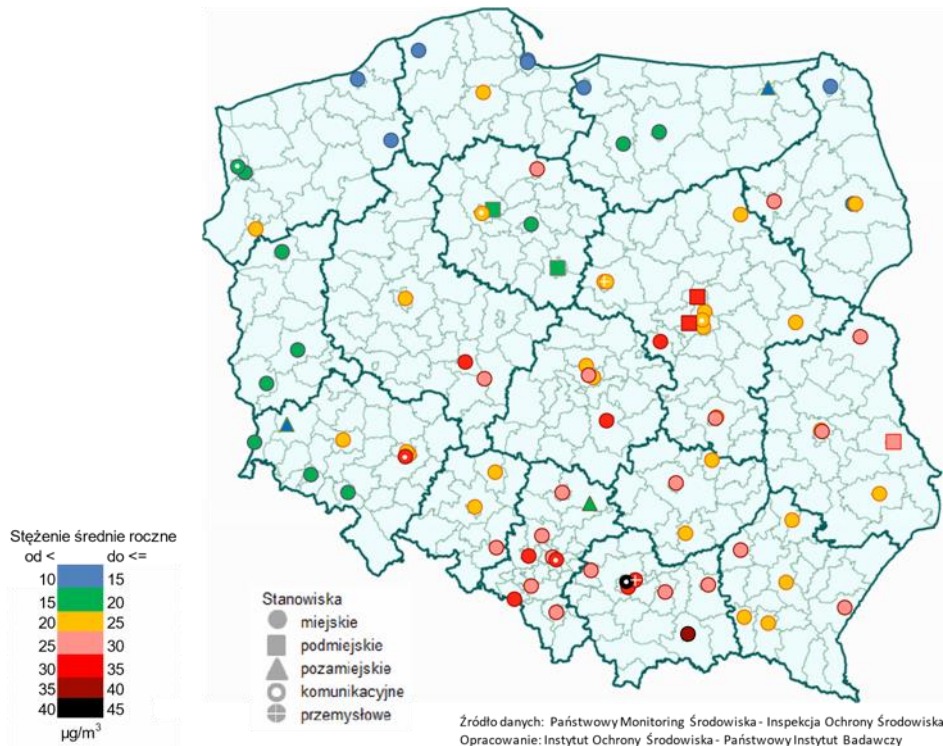 Stężenie średnie roczne
od < do <=
10 15
15 20
20 25
25 30
30 35
35 40
40 45
µg/m³
Stanowiska
miejskie
podmiejskie
pozamiejskie
komunikacyjne
przemysłowe
Źródło danych: Państwowy Monitoring Środowiska - Inspekcja Ochrony Środowiska
Opracowanie: Instytut Ochrony Środowiska - Państwowy Instytut Badawczy